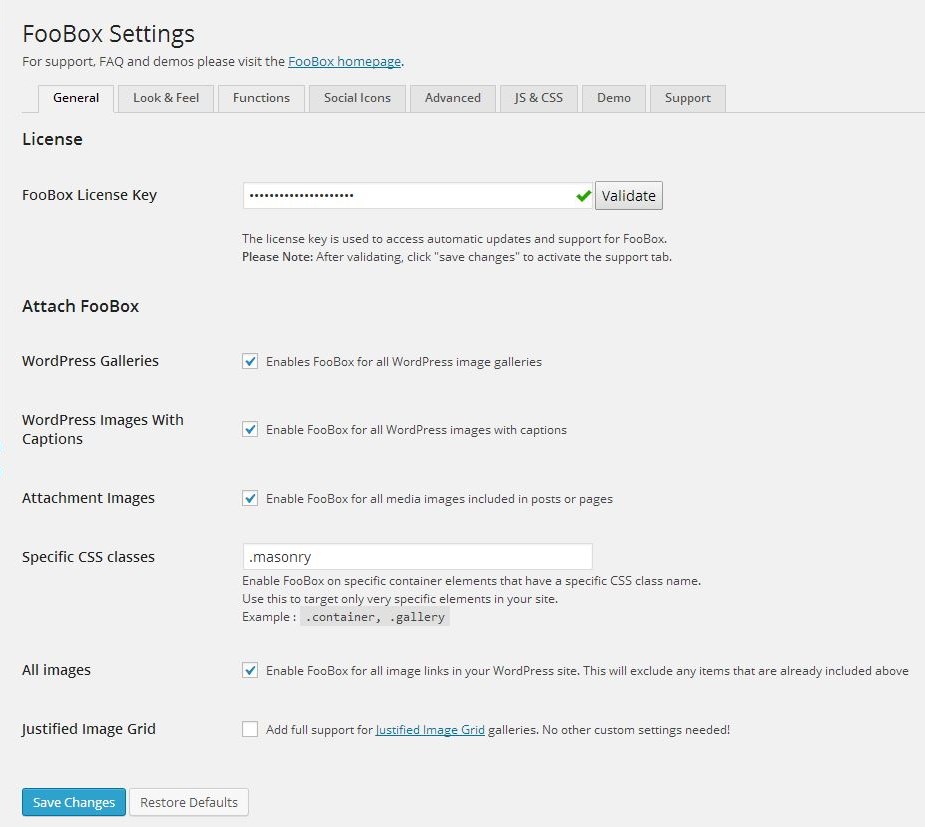 FooBox Settings
For support, FAQ and demos please visit the FooBox homepage.
General Look & Feel Functions Social Icons Advanced JS & CSS Demo Support
License
FooBox License Key ••••••••••••••••••••• Validate
The license key is used to access automatic updates and support for FooBox.
Please Note: After validating, click "save changes" to activate the support tab.
Attach FooBox
WordPress Galleries Enables FooBox for all WordPress image galleries
WordPress Images With
Captions
Enable FooBox for all WordPress images with captions
Attachment Images Enable FooBox for all media images included in posts or pages
Specific CSS classes .masonry
Enable FooBox on specific container elements that have a specific CSS class name.
Use this to target only very specific elements in your site.
Example : .container, .gallery
All images Enable FooBox for all image links in your WordPress site. This will exclude any items that are already included above
Justified Image Grid Add full support for Justified Image Grid galleries. No other custom settings needed!
Save Changes Restore Defaults